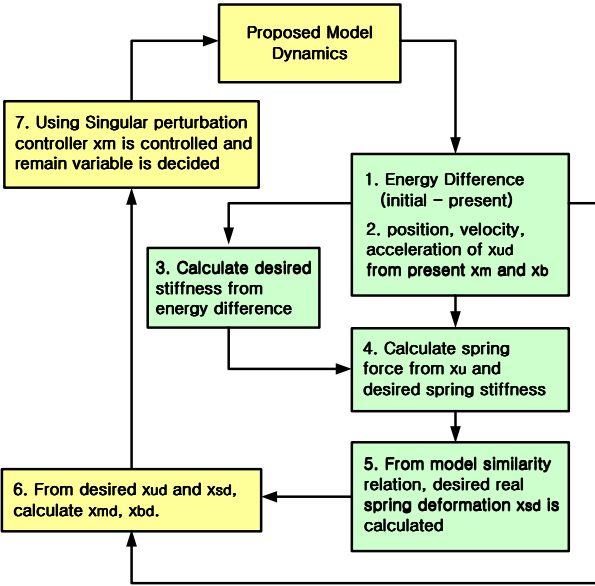 Proposed Model
Dynamics
7. Using Singular perturbation
controller xm is controlled and
remain variable is decided
1. Energy Difference
(initial - present)
2. position, velocity,
acceleration of xud
from present xm and xb
3. Calculate desired
stiffness from
energy difference
4. Calculate spring
force from xu and
desired spring stiffness
5. From model similarity
relation, desired real
spring deformation xsd is
calculated
6. From desired xud and xsd,
calculate xmd, xbd.